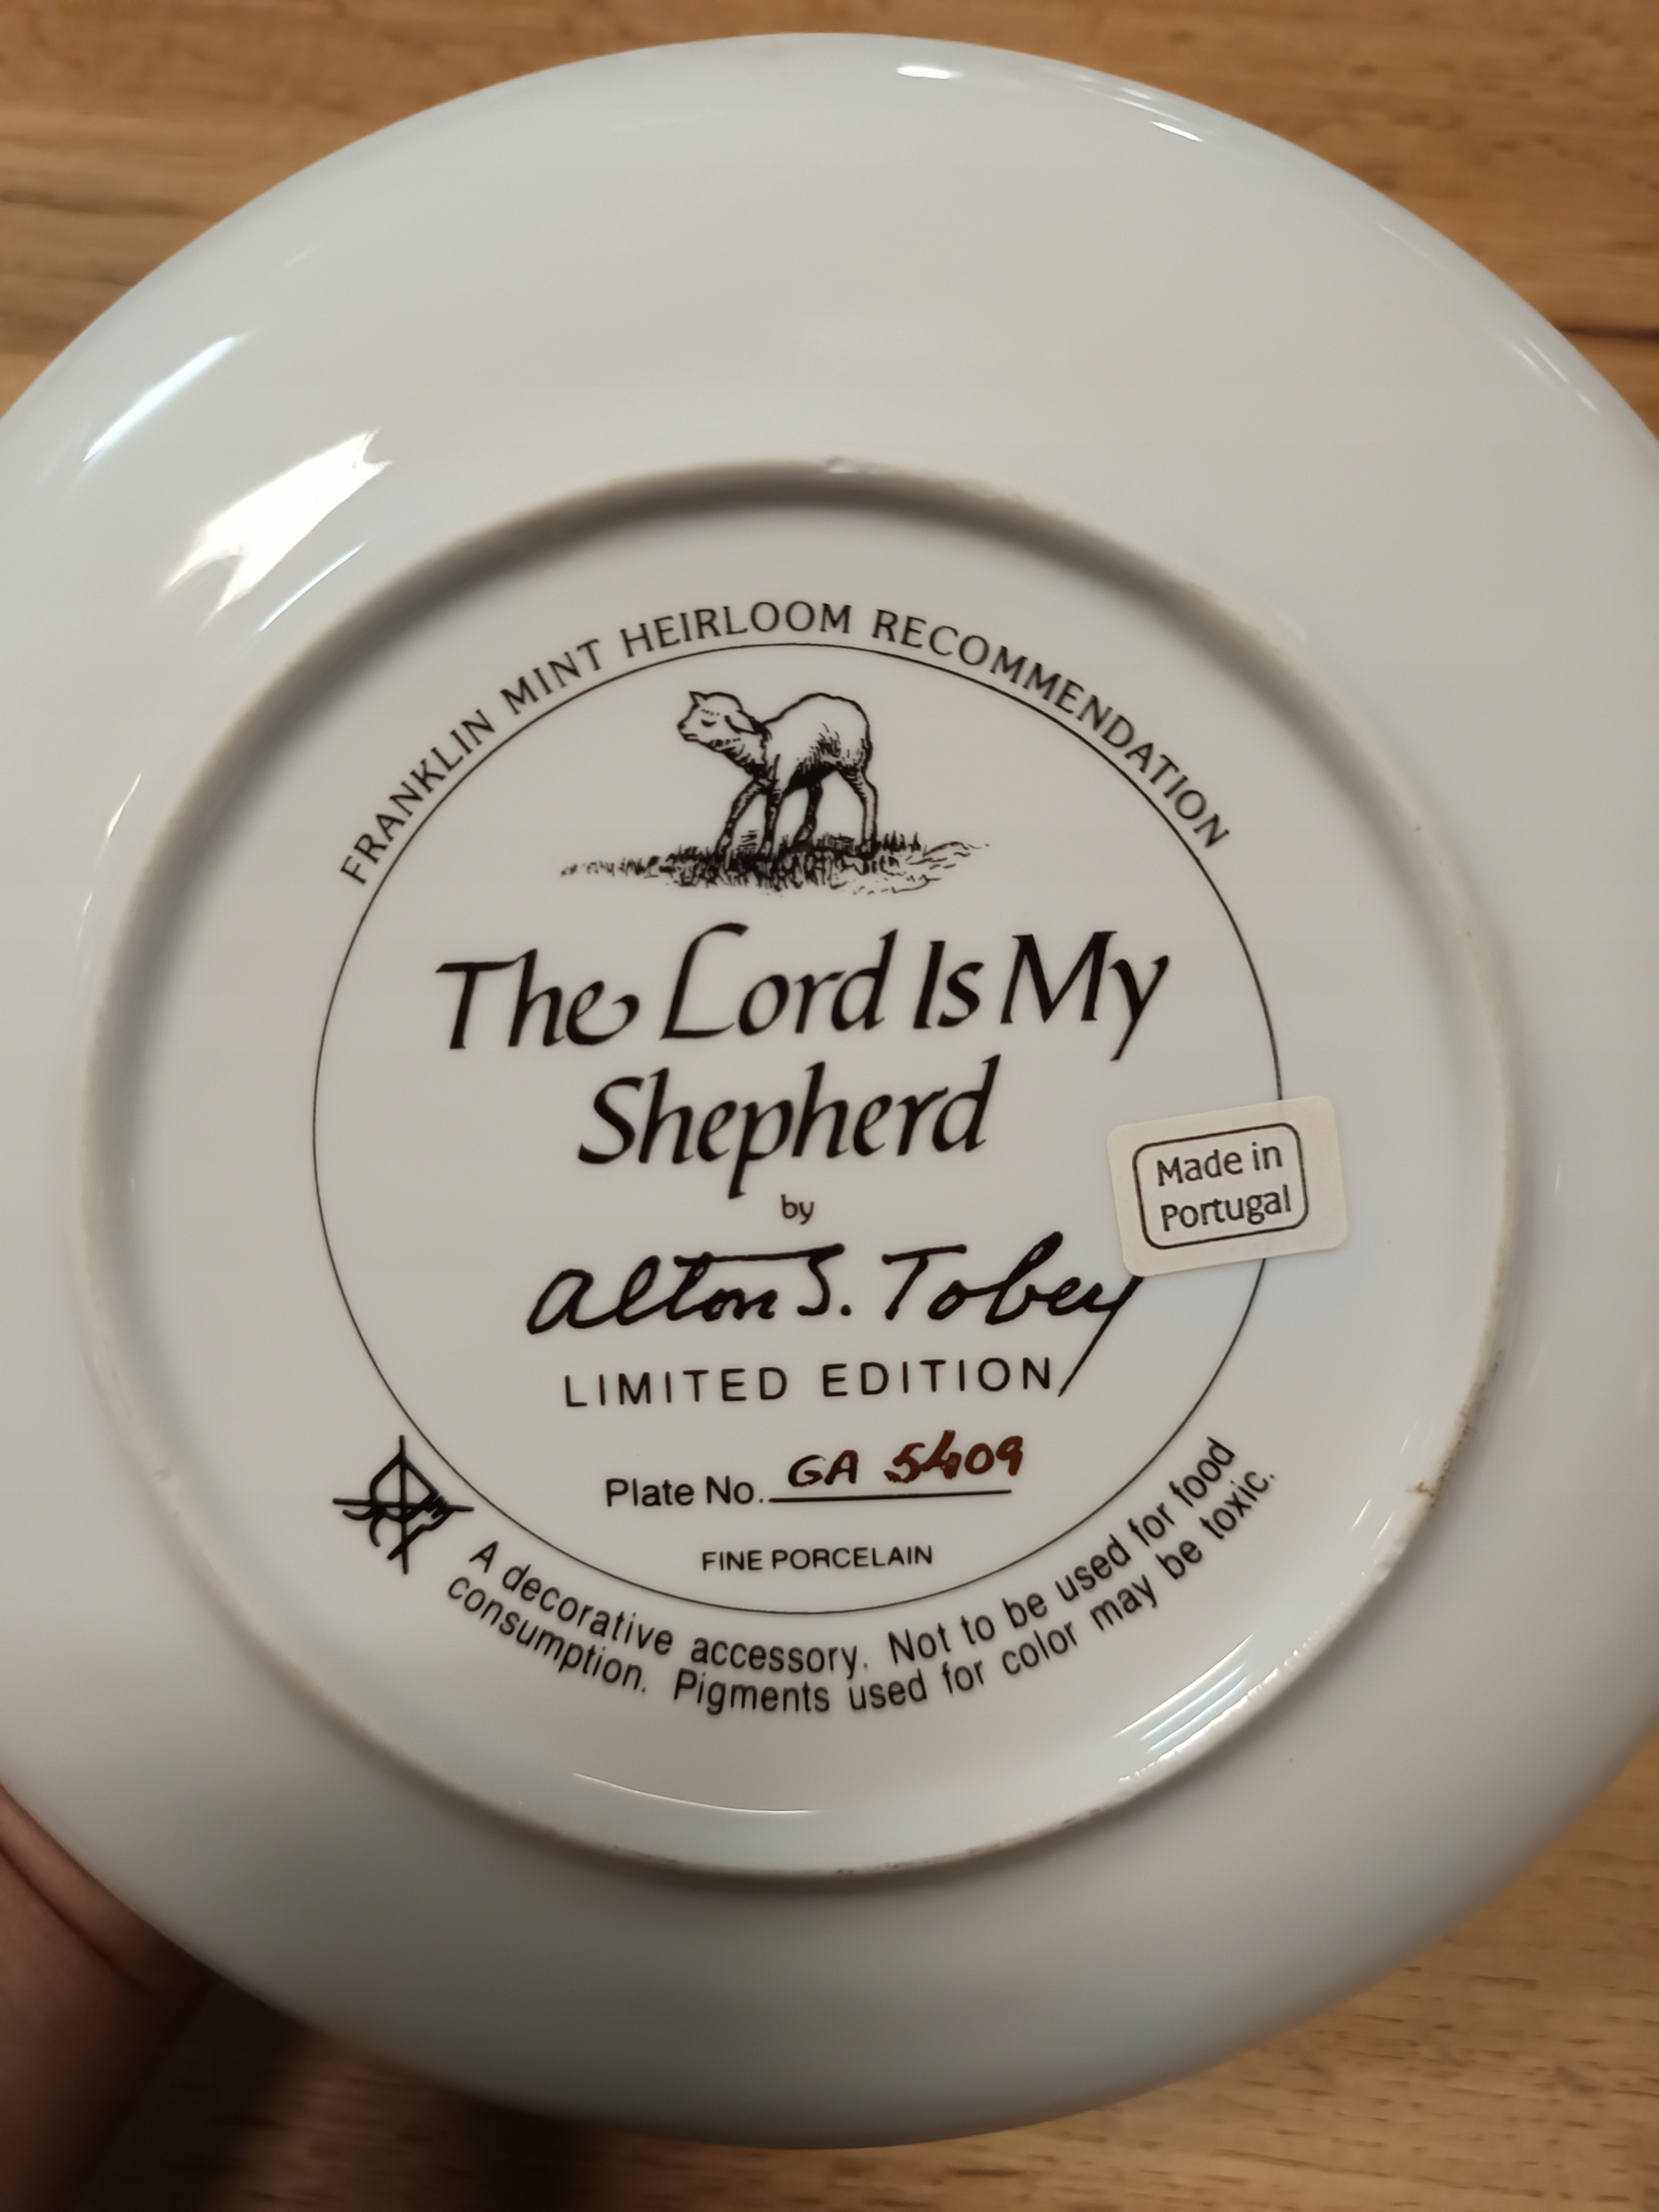 FRANKLIN MINT HEIRLOOM RECOMMENDATION
The Lord Is My
Shepherd
by
Alton S. Tobey
LIMITED EDITION
Plate No. GA 5409
FINE PORCELAIN
A decorative accessory. Not to be used for food
consumption. Pigments used for color may be toxic.
Made in
Portugal